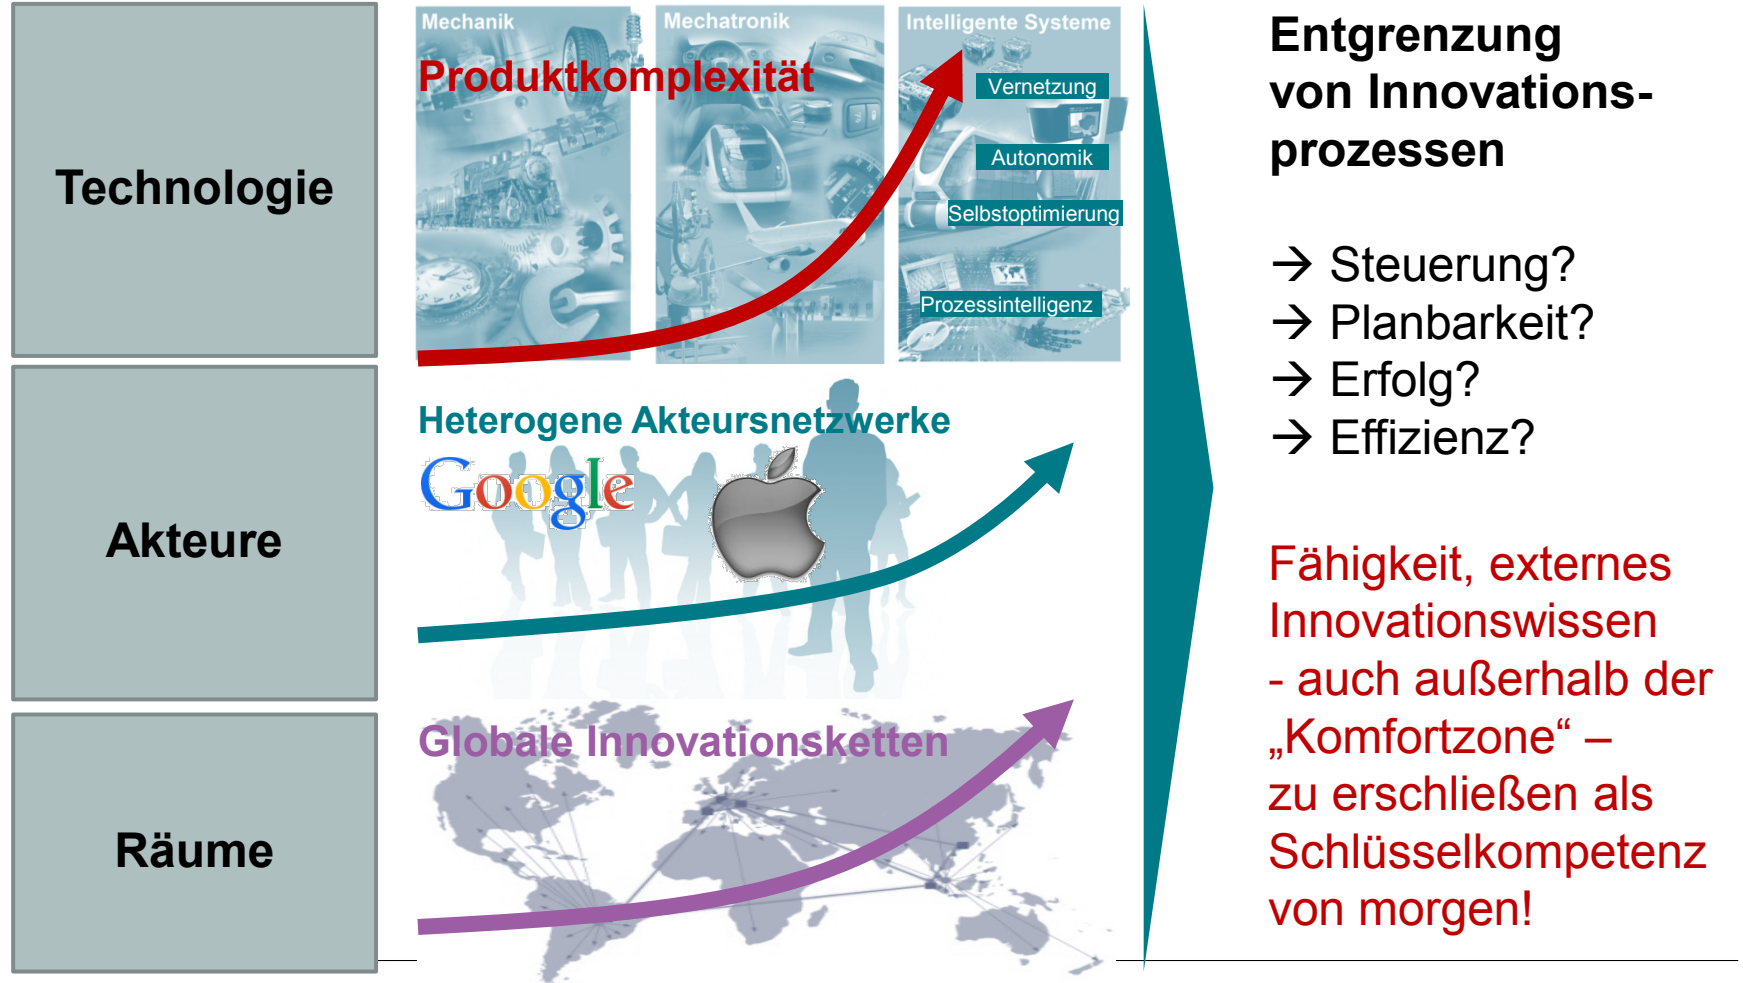 Technologie
Mechanik
Mechatronik
Intelligente Systeme
Produktkomplexität
Vernetzung
Autonomik
Selbstoptimierung
Prozessintelligenz
Akteure
Heterogene Akteursnetzwerke
Google
Räume
Globale Innovationsketten
Entgrenzung
von Innovations-
prozessen
→ Steuerung?
→ Planbarkeit?
→ Erfolg?
→ Effizienz?
Fähigkeit, externes
Innovationswissen
- auch außerhalb der
„Komfortzone“ –
zu erschließen als
Schlüsselkompetenz
von morgen!